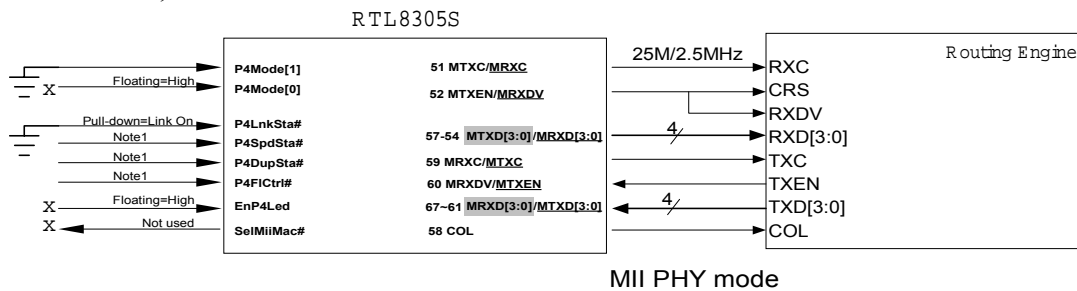 RTL8305S
Routing Engine
25M/2.5MHz
P4Mode[1]
51 MTXC/MRXC
RXC
X
Floating=High
P4Mode[0]
52 MTXEN/MRXDV
CRS
RXDV
Pull-down=Link On
P4LnkSta#
57-54 MTXD[3:0]/MRXD[3:0]
4
RXD[3:0]
Note1
P4SpdSta#
Note1
P4DupSta#
59 MRXC/MTXC
TXC
Note1
P4FlCtrl#
60 MRXDV/MTXEN
TXEN
X
Floating=High
EnP4Led
67~61 MRXD[3:0]/MTXD[3:0]
4
TXD[3:0]
X
Not used
SelMiiMac#
58 COL
COL
MII PHY mode